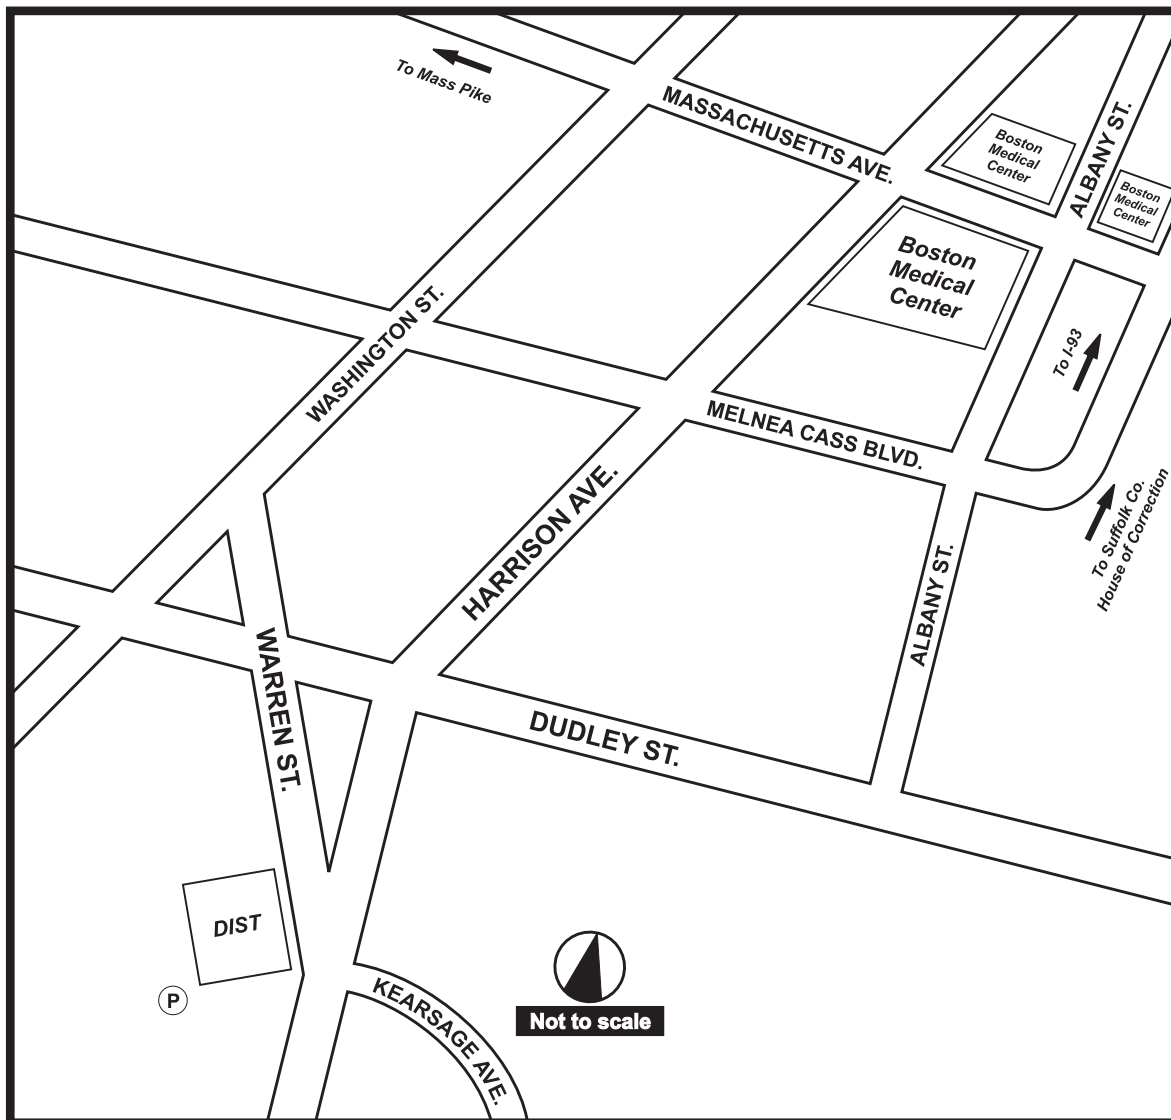 To Mass Pike
MASSACHUSETTS AVE.
Boston
Medical
Center
ALBANY ST.
Boston
Medical
Center
Boston
Medical
Center
WASHINGTON ST.
To I-93
MELNEA CASS BLVD.
HARRISON AVE.
To Suffolk Co.
House of Correction
ALBANY ST.
WARREN ST.
DUDLEY ST.
DIST
P
KEARSAGE AVE.
Not to scale